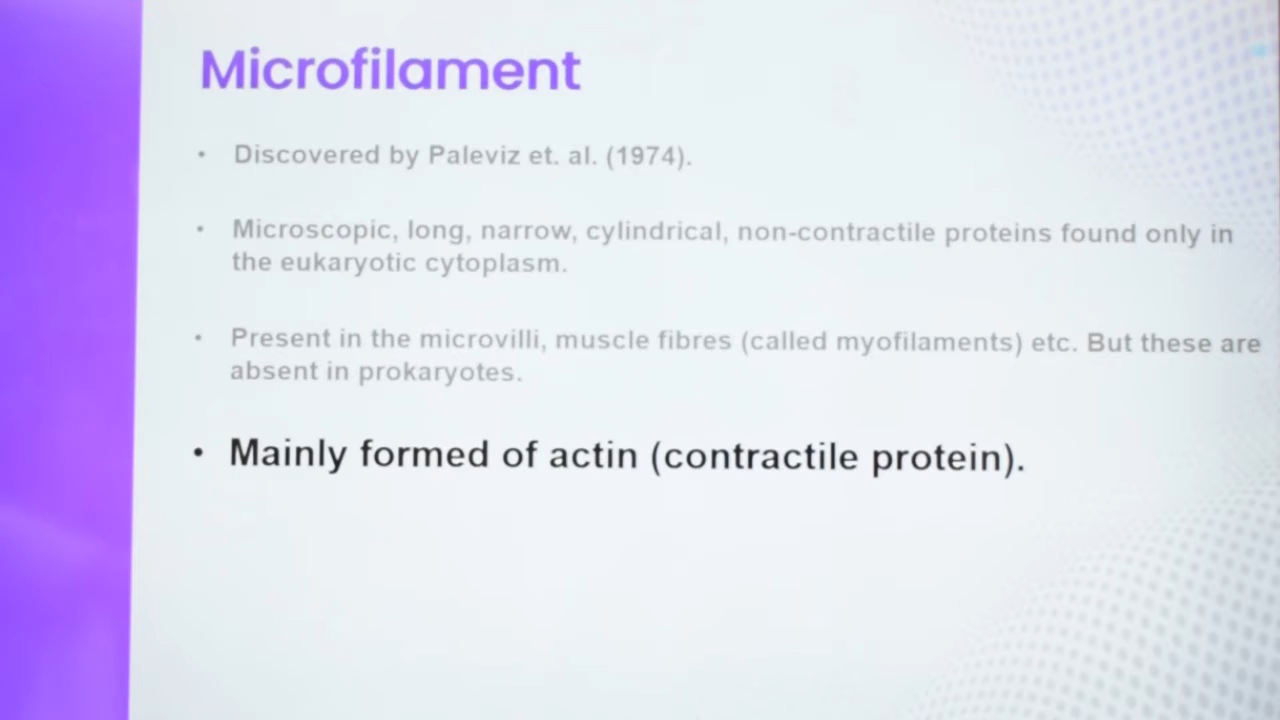 Microfilament
• Discovered by Paleviz et. al. (1974).
• Microscopic, long, narrow, cylindrical, non-contractile proteins found only in
the eukaryotic cytoplasm.
• Present in the microvilli, muscle fibres (called myofilaments) etc. But these are
absent in prokaryotes.
• Mainly formed of actin (contractile protein).